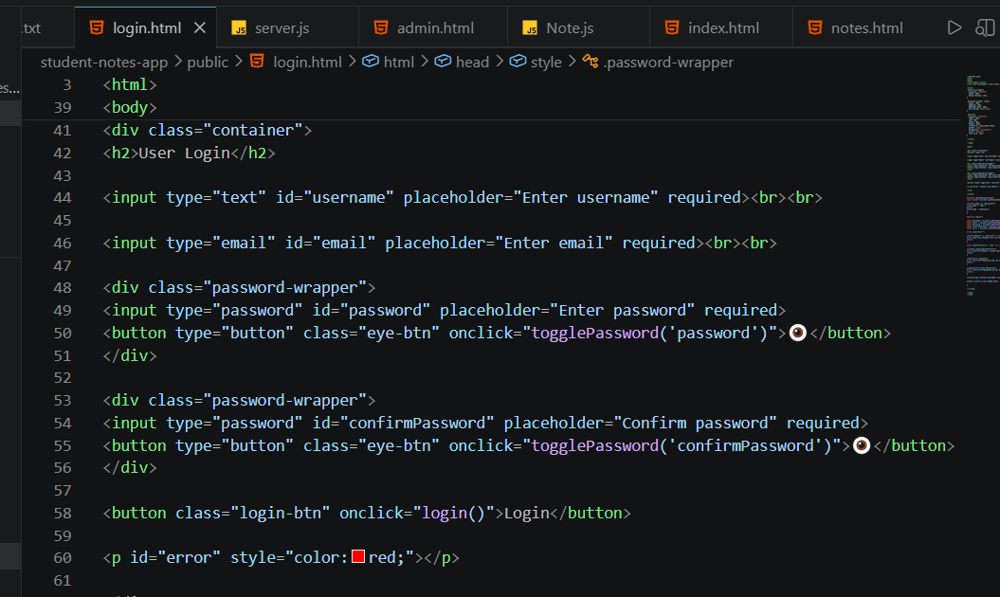 .txt
login.html
JS server.js
admin.html
JS Note.js
index.html
notes.html
student-notes-app > public > login.html > html > head > style > .password-wrapper
es...
3 <html>
39 <body>
41 <div class="container">
42 <h2>User Login</h2>
43
44 <input type="text" id="username" placeholder="Enter username" required><br><br>
45
46 <input type="email" id="email" placeholder="Enter email" required><br><br>
47
48 <div class="password-wrapper">
49 <input type="password" id="password" placeholder="Enter password" required>
50 <button type="button" class="eye-btn" onclick="togglePassword('password')">👁</button>
51 </div>
52
53 <div class="password-wrapper">
54 <input type="password" id="confirmPassword" placeholder="Confirm password" required>
55 <button type="button" class="eye-btn" onclick="togglePassword('confirmPassword')">👁</button>
56 </div>
57
58 <button class="login-btn" onclick="login()">Login</button>
59
60 <p id="error" style="color:red;"></p>
61